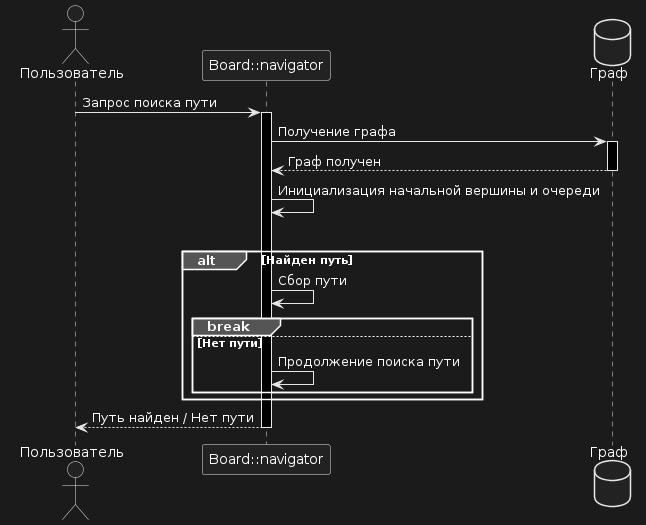 Пользователь
Board::navigator
Граф
Запрос поиска пути
Получение графа
Граф получен
Инициализация начальной вершины и очереди
alt
[Найден путь]
Сбор пути
break
[Нет пути]
Продолжение поиска пути
Путь найден / Нет пути
Пользователь
Board::navigator
Граф